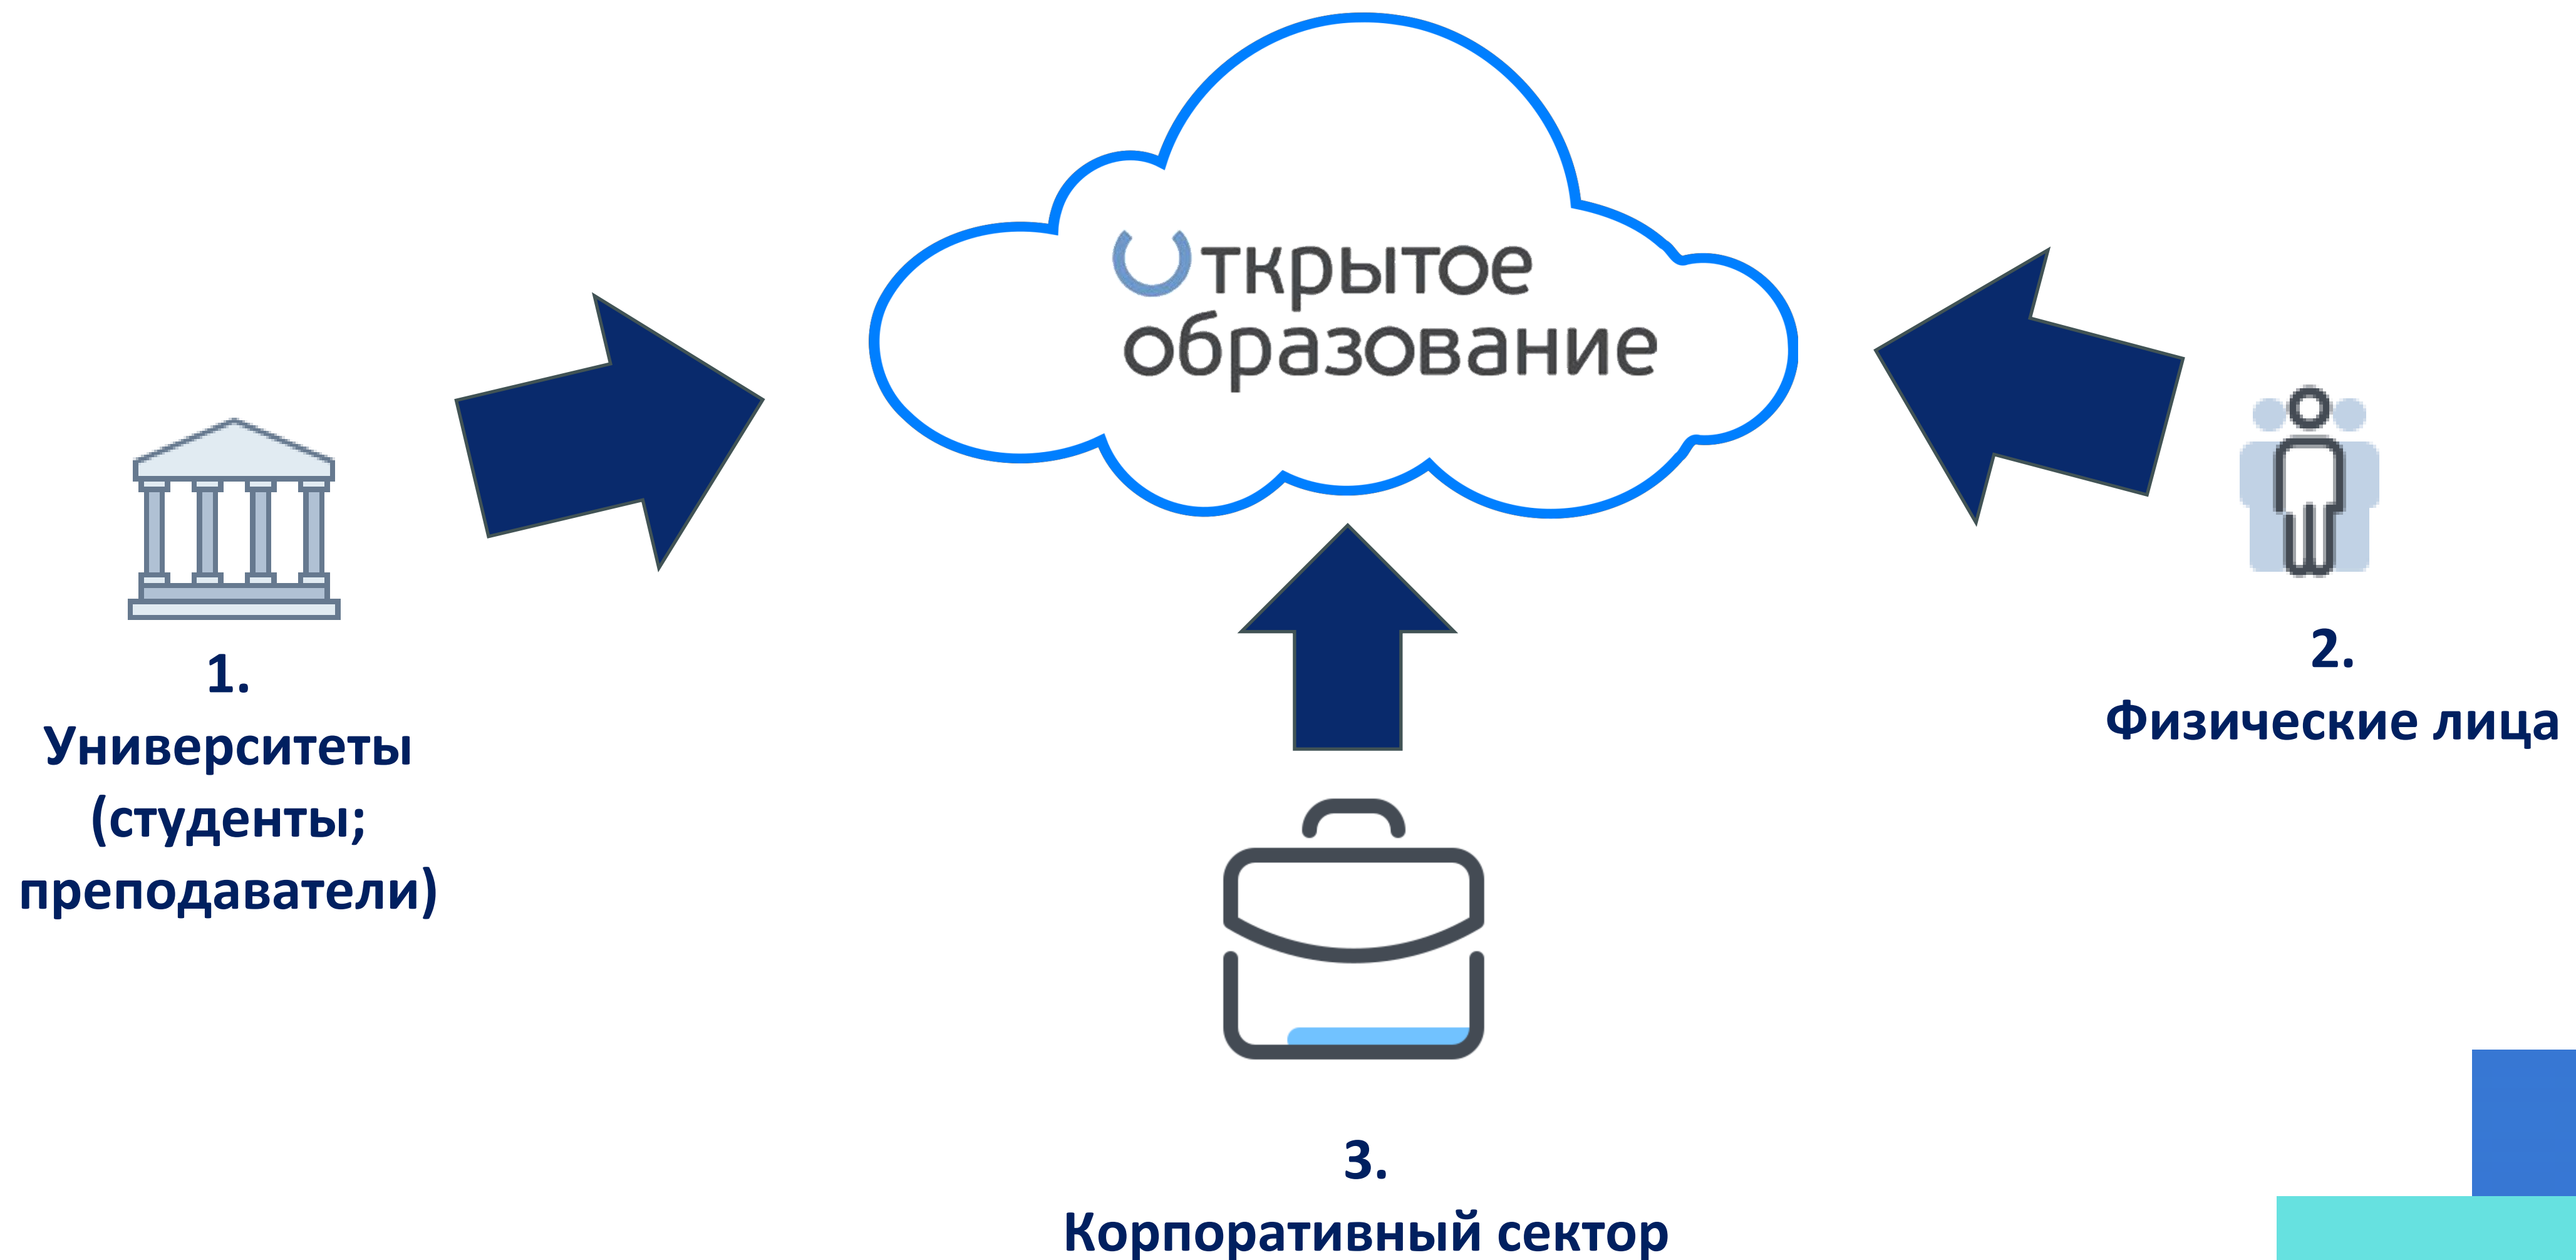 Открытое
образование
1.
Университеты
(студенты;
преподаватели)
2.
Физические лица
3.
Корпоративный сектор